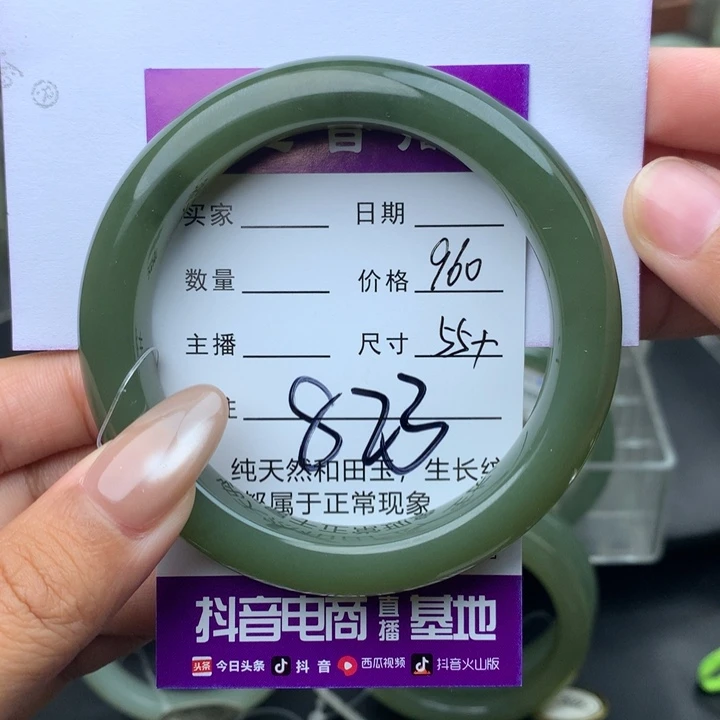 买家 日期
数量 价格 960
主播 尺寸 55+
注 823
纯天然和田玉，生长纹
都属于正常现象
抖音电商直播基地
头条 今日头条 抖音 西瓜视频 抖音火山版